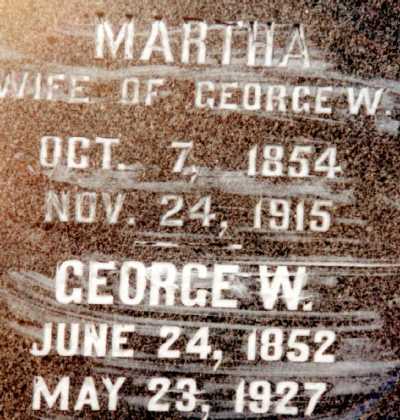 MARTHA
WIFE OF GEORGE W.
OCT. 7, 1854
NOV. 24, 1915
GEORGE W.
JUNE 24, 1852
MAY 23, 1927